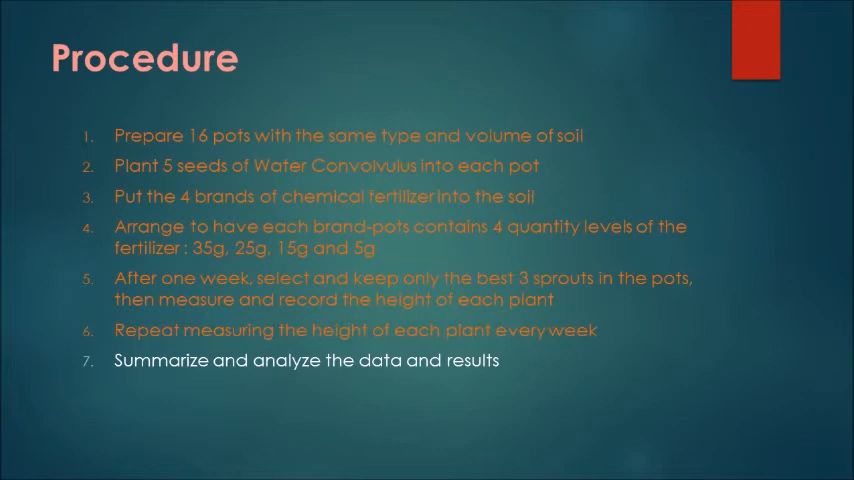 Procedure
1. Prepare 16 pots with the same type and volume of soil
2. Plant 5 seeds of Water Convolvulus into each pot
3. Put the 4 brands of chemical fertilizer into the soil
4. Arrange to have each brand-pots contains 4 quantity levels of the
fertilizer : 35g, 25g, 15g and 5g
5. After one week, select and keep only the best 3 sprouts in the pots,
then measure and record the height of each plant
6. Repeat measuring the height of each plant every week
7. Summarize and analyze the data and results